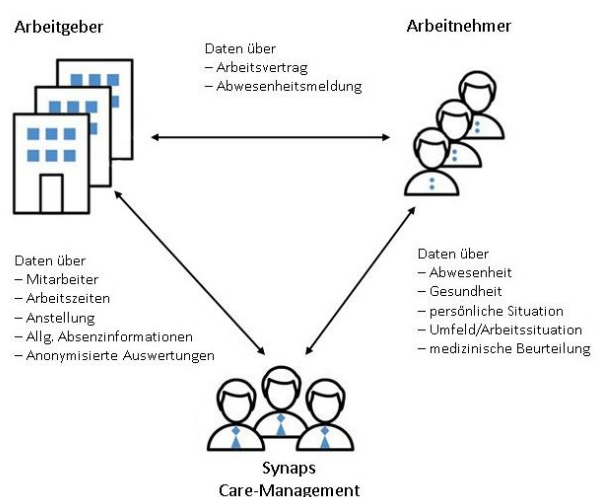 Arbeitgeber
Arbeitnehmer
Daten über
– Arbeitsvertrag
– Abwesenheitsmeldung
Daten über
– Mitarbeiter
– Arbeitszeiten
– Anstellung
– Allg. Absenzinformationen
– Anonymisierte Auswertungen
Daten über
– Abwesenheit
– Gesundheit
– persönliche Situation
– Umfeld/Arbeitssituation
– medizinische Beurteilung
Synaps
Care-Management